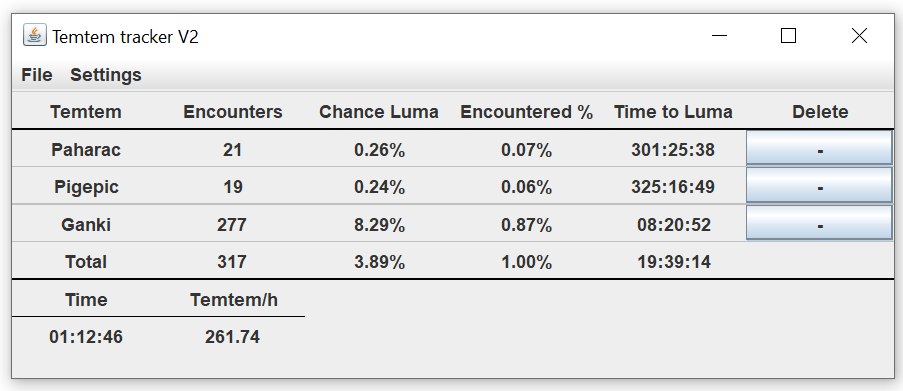 Temtem tracker V2
File Settings
Temtem Encounters Chance Luma Encountered % Time to Luma Delete
Paharac 21 0.26% 0.07% 301:25:38 -
Pigepic 19 0.24% 0.06% 325:16:49 -
Ganki 277 8.29% 0.87% 08:20:52 -
Total 317 3.89% 1.00% 19:39:14
Time Temtem/h
01:12:46 261.74